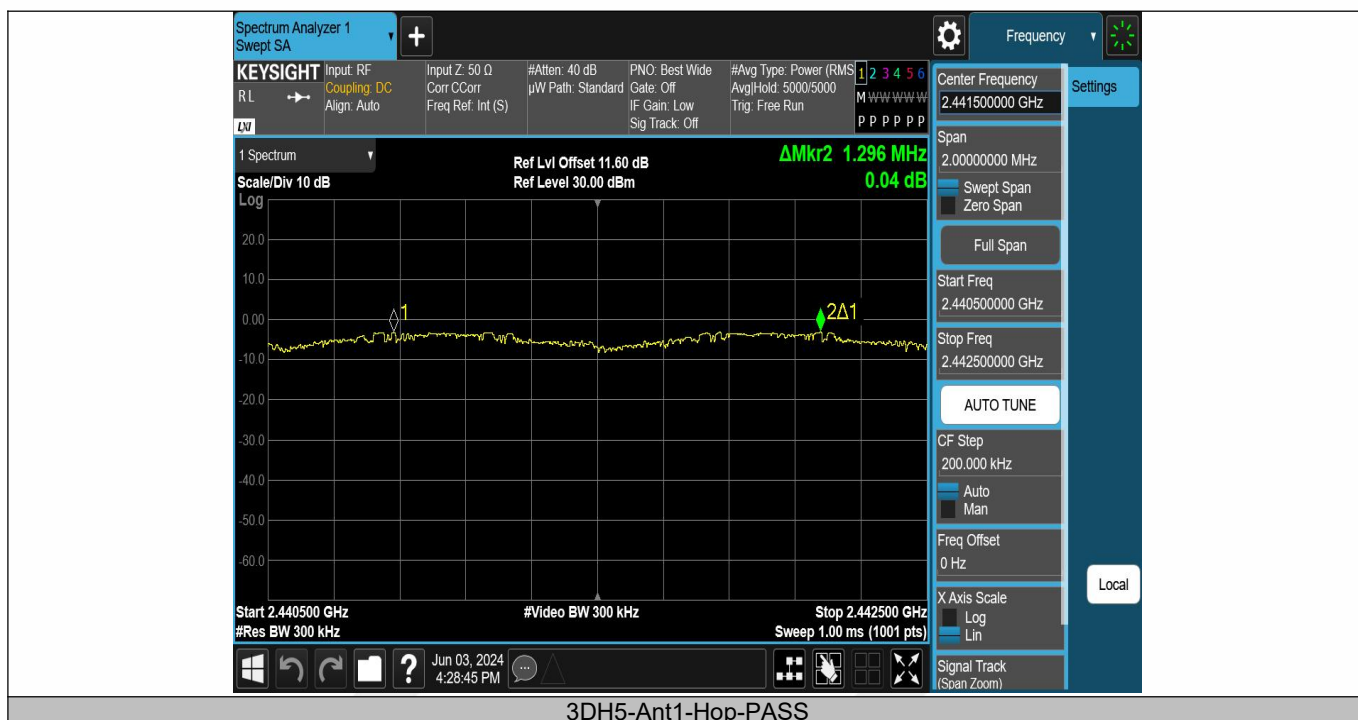 Spectrum Analyzer 1
Swept SA
+
Frequency
KEYSIGHT
RL
LXI
Input: RF
Coupling: DC
Align: Auto
Input Z: 50 Ω
Corr CCorr
Freq Ref: Int (S)
#Atten: 40 dB
µW Path: Standard
PNO: Best Wide
Gate: Off
IF Gain: Low
Sig Track: Off
#Avg Type: Power (RMS
Avg|Hold: 5000/5000
Trig: Free Run
1 2 3 4 5 6
M W W W W W
P P P P P P
1 Spectrum
Scale/Div 10 dB
Log
Ref Lvl Offset 11.60 dB
Ref Level 30.00 dBm
ΔMkr2 1.296 MHz
0.04 dB
20.0
10.0
0.00
-10.0
-20.0
-30.0
-40.0
-50.0
-60.0
1
2Δ1
Start 2.440500 GHz
#Res BW 300 kHz
#Video BW 300 kHz
Stop 2.442500 GHz
Sweep 1.00 ms (1001 pts)
Jun 03, 2024
4:28:45 PM
?
Center Frequency
2.441500000 GHz
Settings
Span
2.00000000 MHz
Swept Span
Zero Span
Full Span
Start Freq
2.440500000 GHz
Stop Freq
2.442500000 GHz
AUTO TUNE
CF Step
200.000 kHz
Auto
Man
Freq Offset
0 Hz
X Axis Scale
Log
Lin
Local
Signal Track
(Span Zoom)
3DH5-Ant1-Hop-PASS